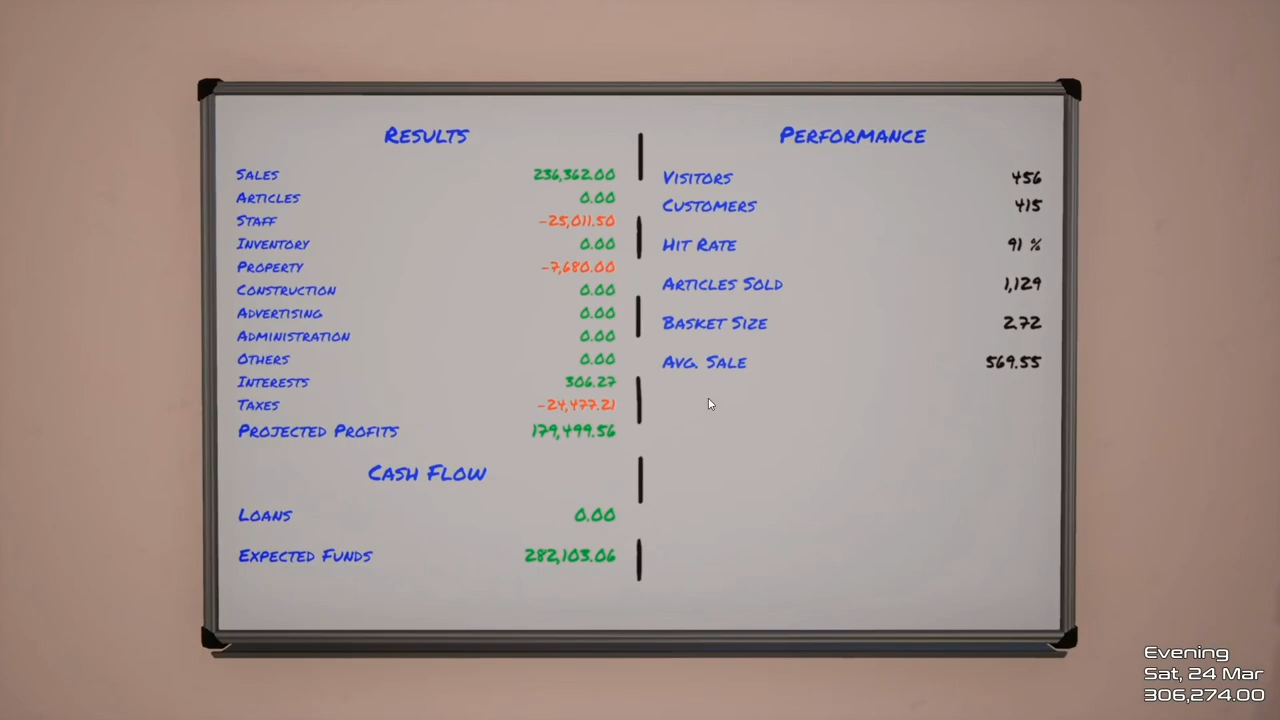 RESULTS
SALES 236,362.00
ARTICLES 0.00
STAFF -25,011.50
INVENTORY 0.00
PROPERTY -7,680.00
CONSTRUCTION 0.00
ADVERTISING 0.00
ADMINISTRATION 0.00
OTHERS 0.00
INTERESTS 306.27
TAXES -24,477.21
PROJECTED PROFITS 179,499.56
CASH FLOW
LOANS 0.00
EXPECTED FUNDS 282,103.06
PERFORMANCE
VISITORS 456
CUSTOMERS 415
HIT RATE 91 %
ARTICLES SOLD 1,129
BASKET SIZE 2.72
AVG. SALE 569.55
Evening
Sat, 24 Mar
306,274.00